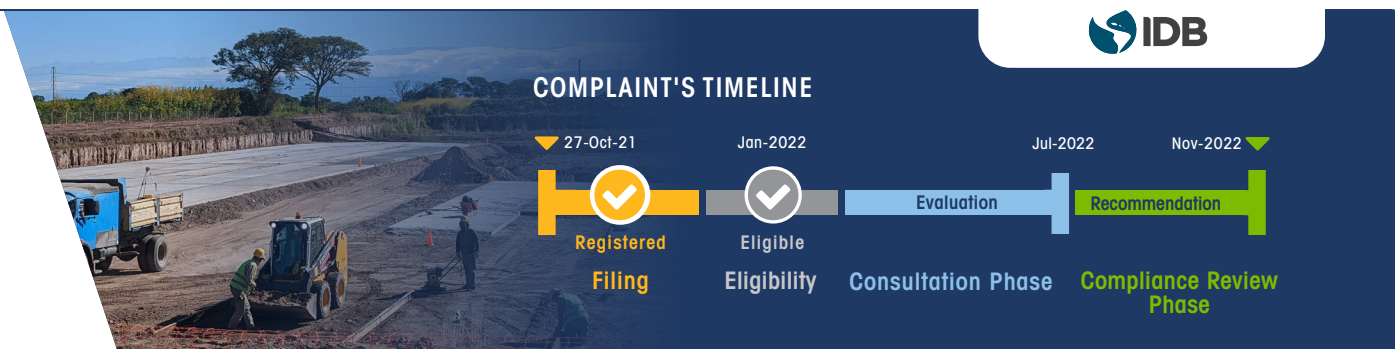 IDB
COMPLAINT'S TIMELINE
27-Oct-21
Jan-2022
Jul-2022
Nov-2022
Evaluation
Recommendation
Registered
Eligible
Filing
Eligibility
Consultation Phase
Compliance Review
Phase